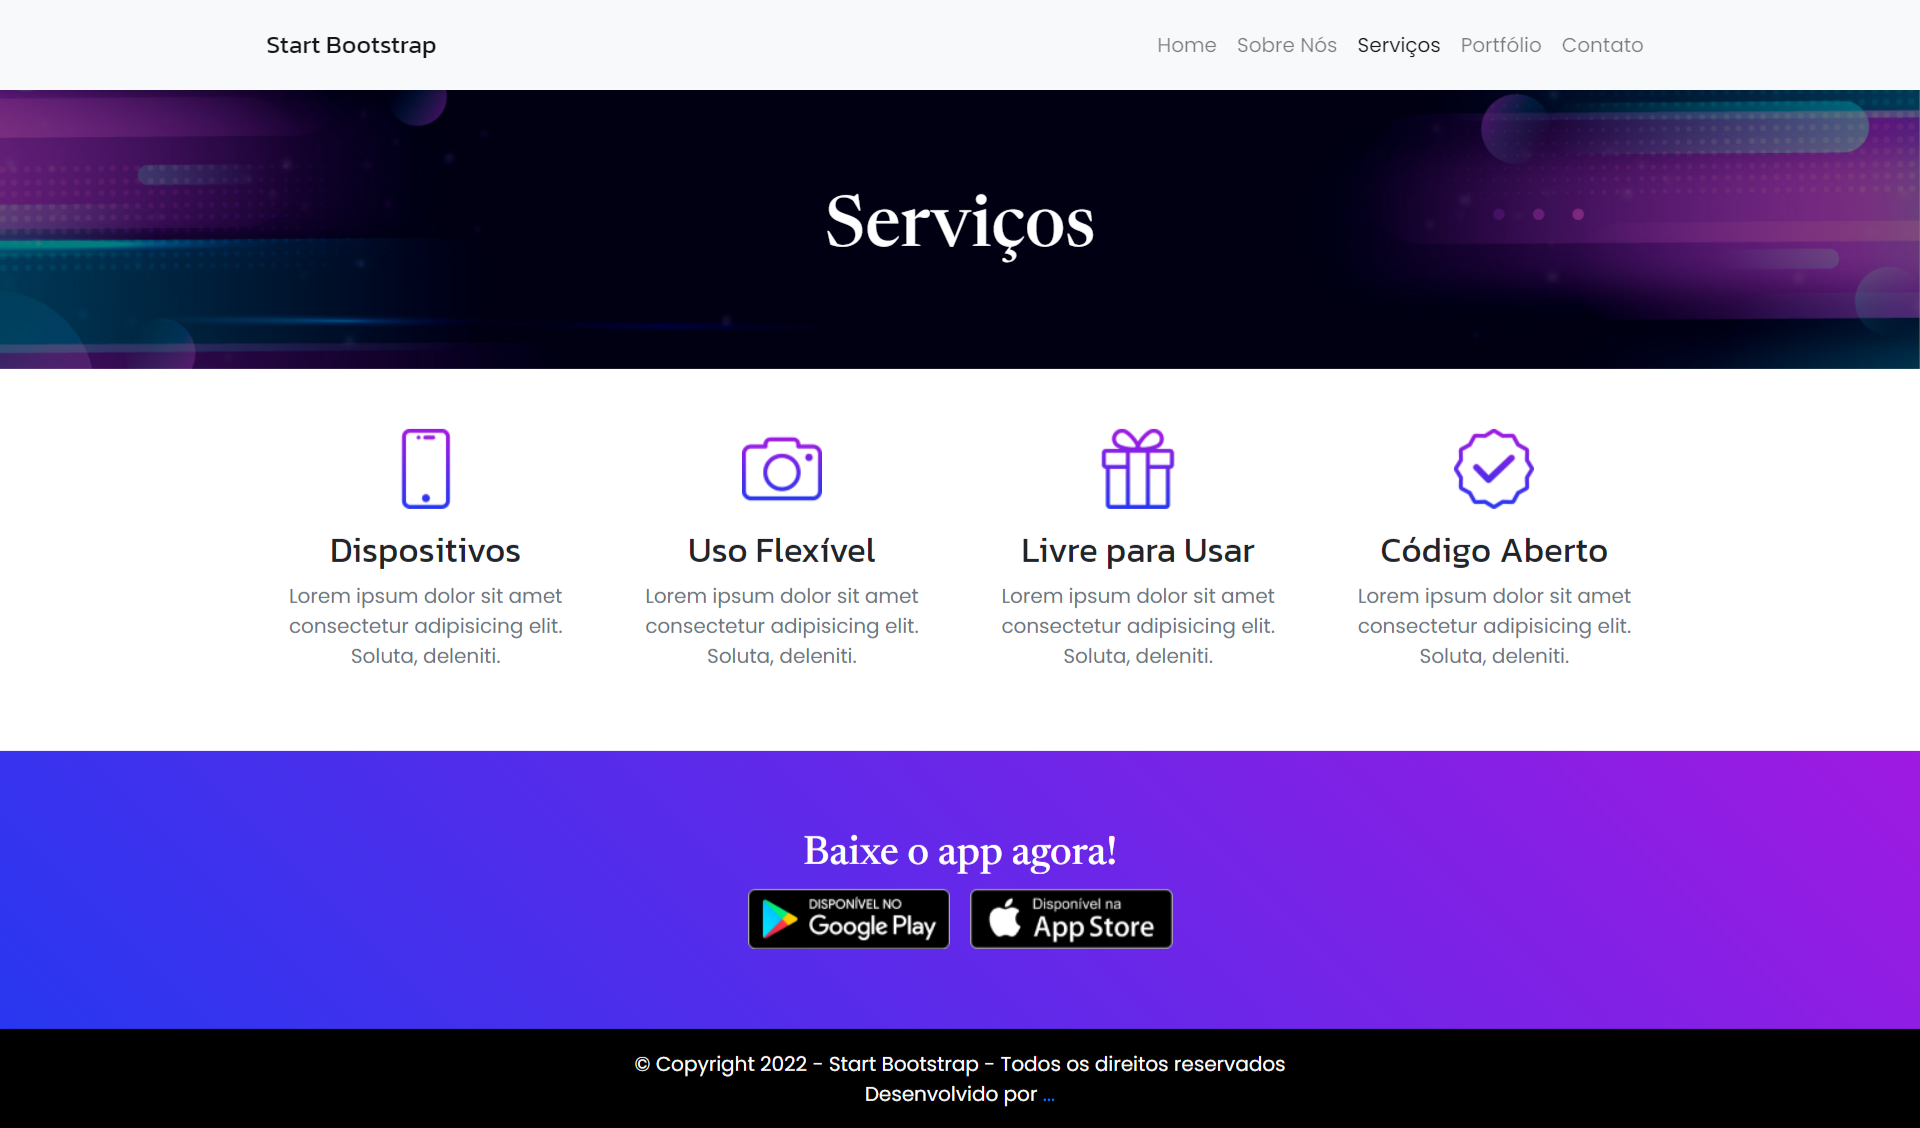 Start Bootstrap
Home Sobre Nós Serviços Portfólio Contato
Serviços
Dispositivos
Lorem ipsum dolor sit amet
consectetur adipisicing elit.
Soluta, deleniti.
Uso Flexível
Lorem ipsum dolor sit amet
consectetur adipisicing elit.
Soluta, deleniti.
Livre para Usar
Lorem ipsum dolor sit amet
consectetur adipisicing elit.
Soluta, deleniti.
Código Aberto
Lorem ipsum dolor sit amet
consectetur adipisicing elit.
Soluta, deleniti.
Baixe o app agora!
DISPONÍVEL NO
Google Play
Disponível na
App Store
© Copyright 2022 - Start Bootstrap - Todos os direitos reservados
Desenvolvido por ...